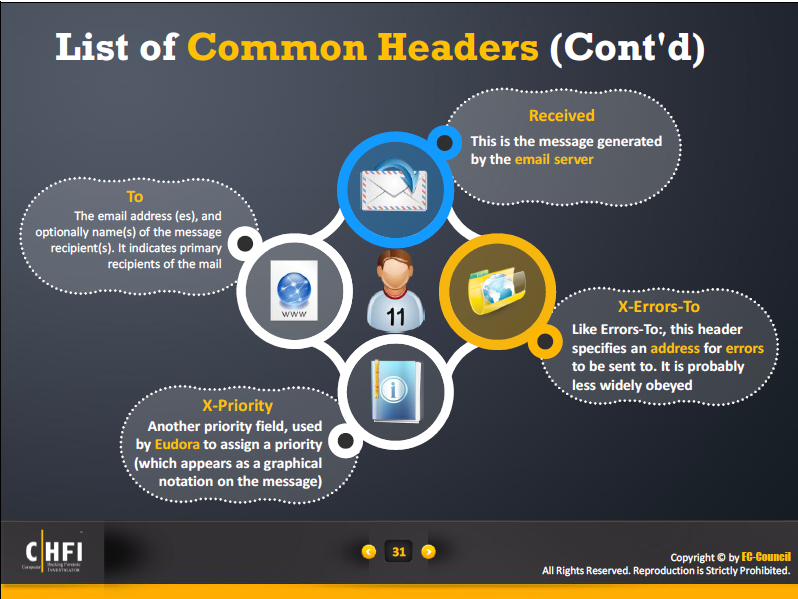 List of Common Headers (Cont'd)
Received
This is the message generated
by the email server
To
The email address (es), and
optionally name(s) of the message
recipient(s). It indicates primary
recipients of the mail
WWW
11
X-Errors-To
Like Errors-To:, this header
specifies an address for errors
to be sent to. It is probably
less widely obeyed
i
X-Priority
Another priority field, used
by Eudora to assign a priority
(which appears as a graphical
notation on the message)
CHFI
Computer Hacking Forensic
INVESTIGATOR
31
Copyright © by EC-Council
All Rights Reserved. Reproduction is Strictly Prohibited.